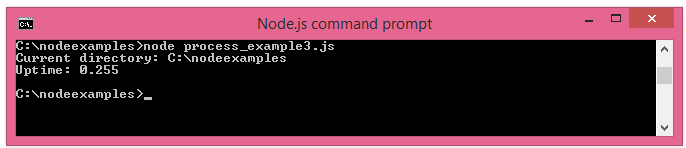 Node.js command prompt
C:\nodeexamples>node process_example3.js
Current directory: C:\nodeexamples
Uptime: 0.255
C:\nodeexamples>_